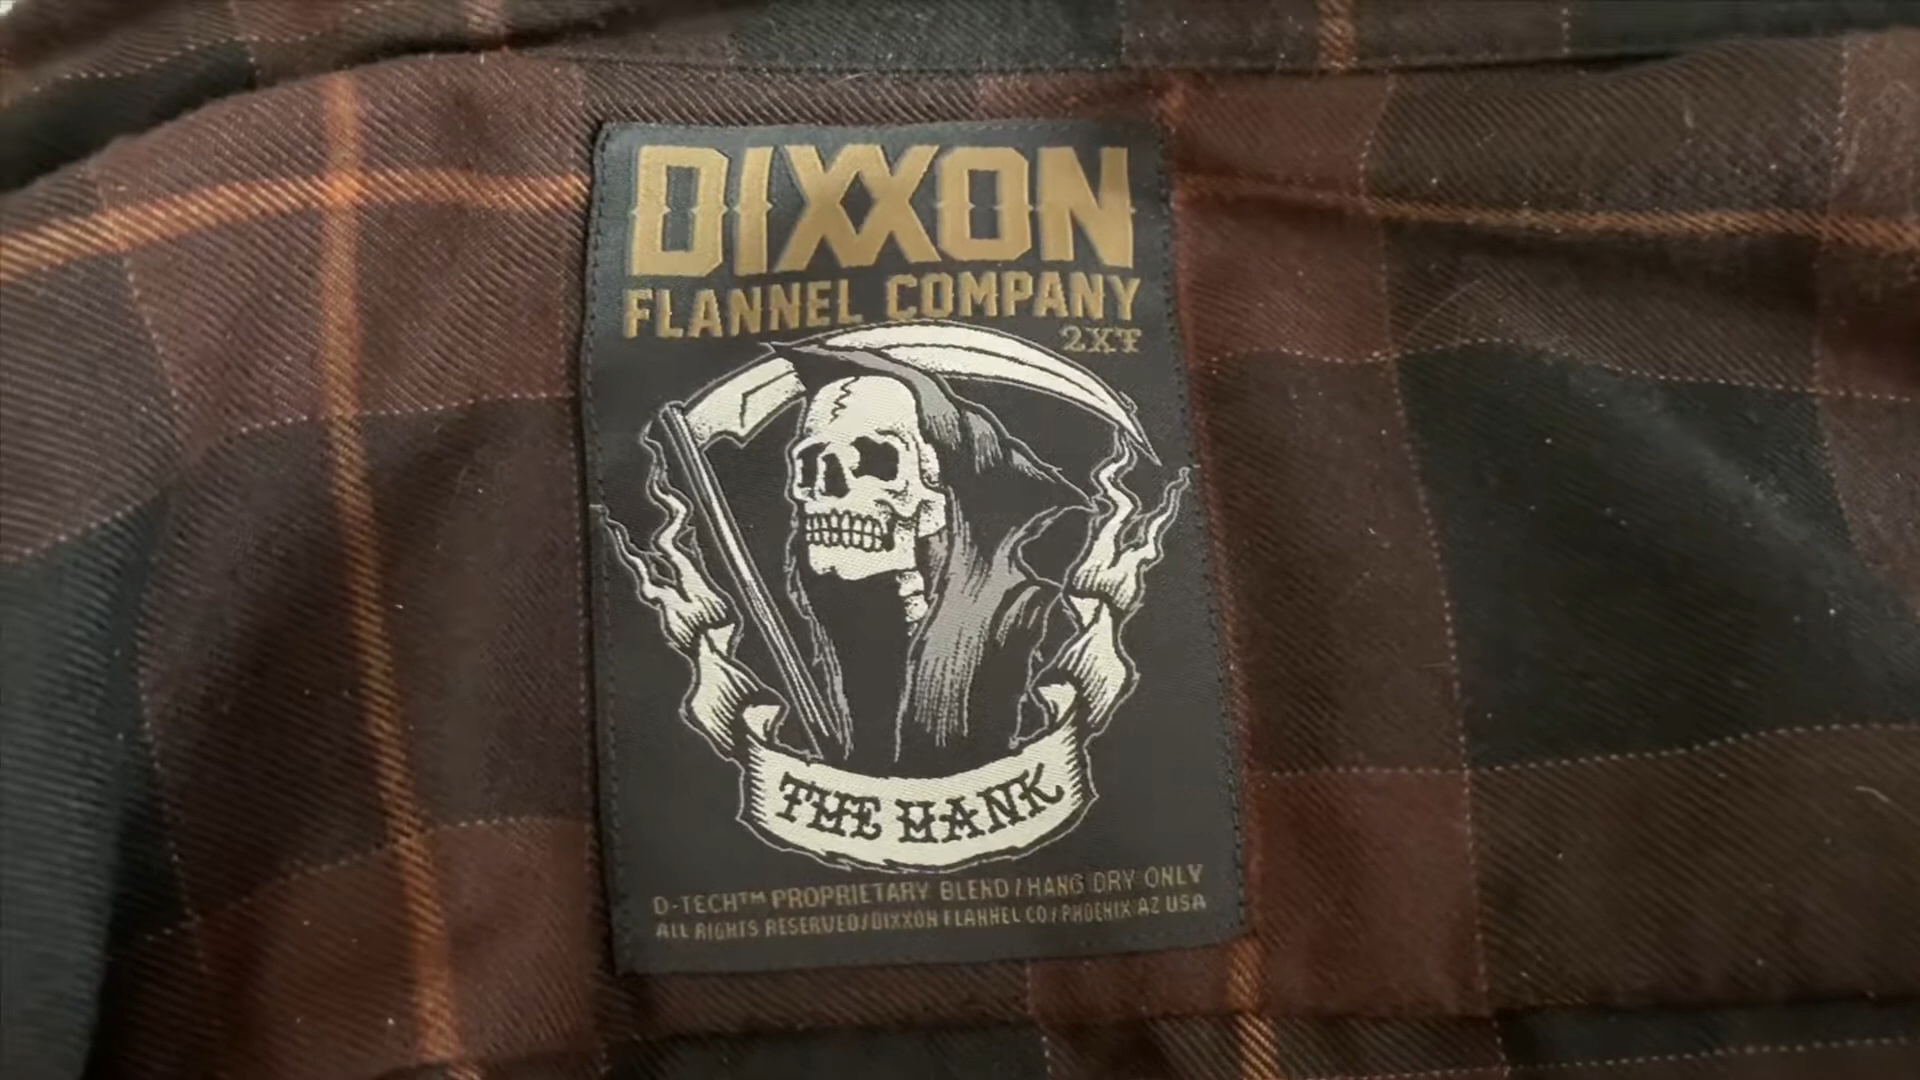 DIXXON
FLANNEL COMPANY
2XT
THE HANK
D-TECH™ PROPRIETARY BLEND / HANG DRY ONLY
ALL RIGHTS RESERVED / DIXXON FLANNEL CO / PHOENIX AZ USA